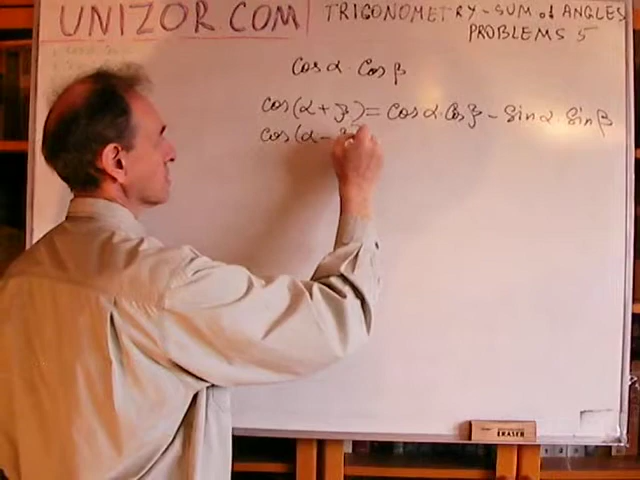 UNIZOR.COM
TRIGONOMETRY-SUM of ANGLES
PROBLEMS 5
Cos α · Cos β
cos(α + β) = cos α · Cos β - Sin α · Sin β
cos(α -
ERASER